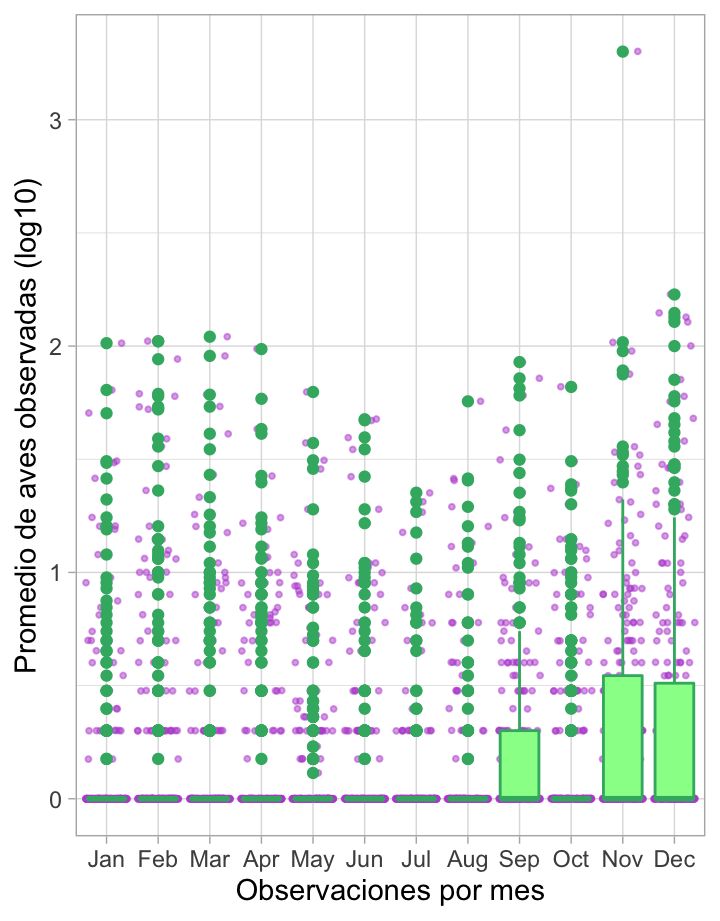 Promedio de aves observadas (log10)
3
2
1
0
Jan Feb Mar Apr May Jun Jul Aug Sep Oct Nov Dec
Observaciones por mes